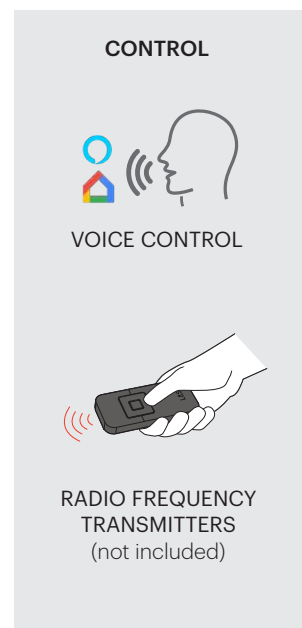 CONTROL
VOICE CONTROL
RADIO FREQUENCY
TRANSMITTERS
(not included)